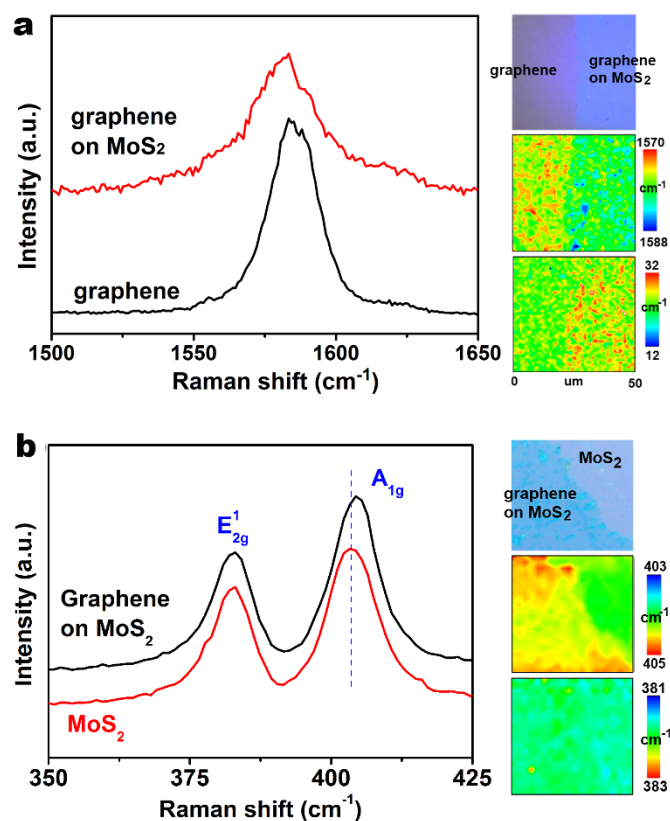 a
Intensity (a.u.)
graphene
on MoS₂
graphene
1500 1550 1600 1650
Raman shift (cm⁻¹)
graphene
graphene
on MoS₂
1570
cm⁻¹
1588
32
cm⁻¹
12
0 um 50
b
Intensity (a.u.)
E¹₂g
A₁g
Graphene
on MoS₂
MoS₂
350 375 400 425
Raman shift (cm⁻¹)
MoS₂
graphene
on MoS₂
403
cm⁻¹
405
381
cm⁻¹
383